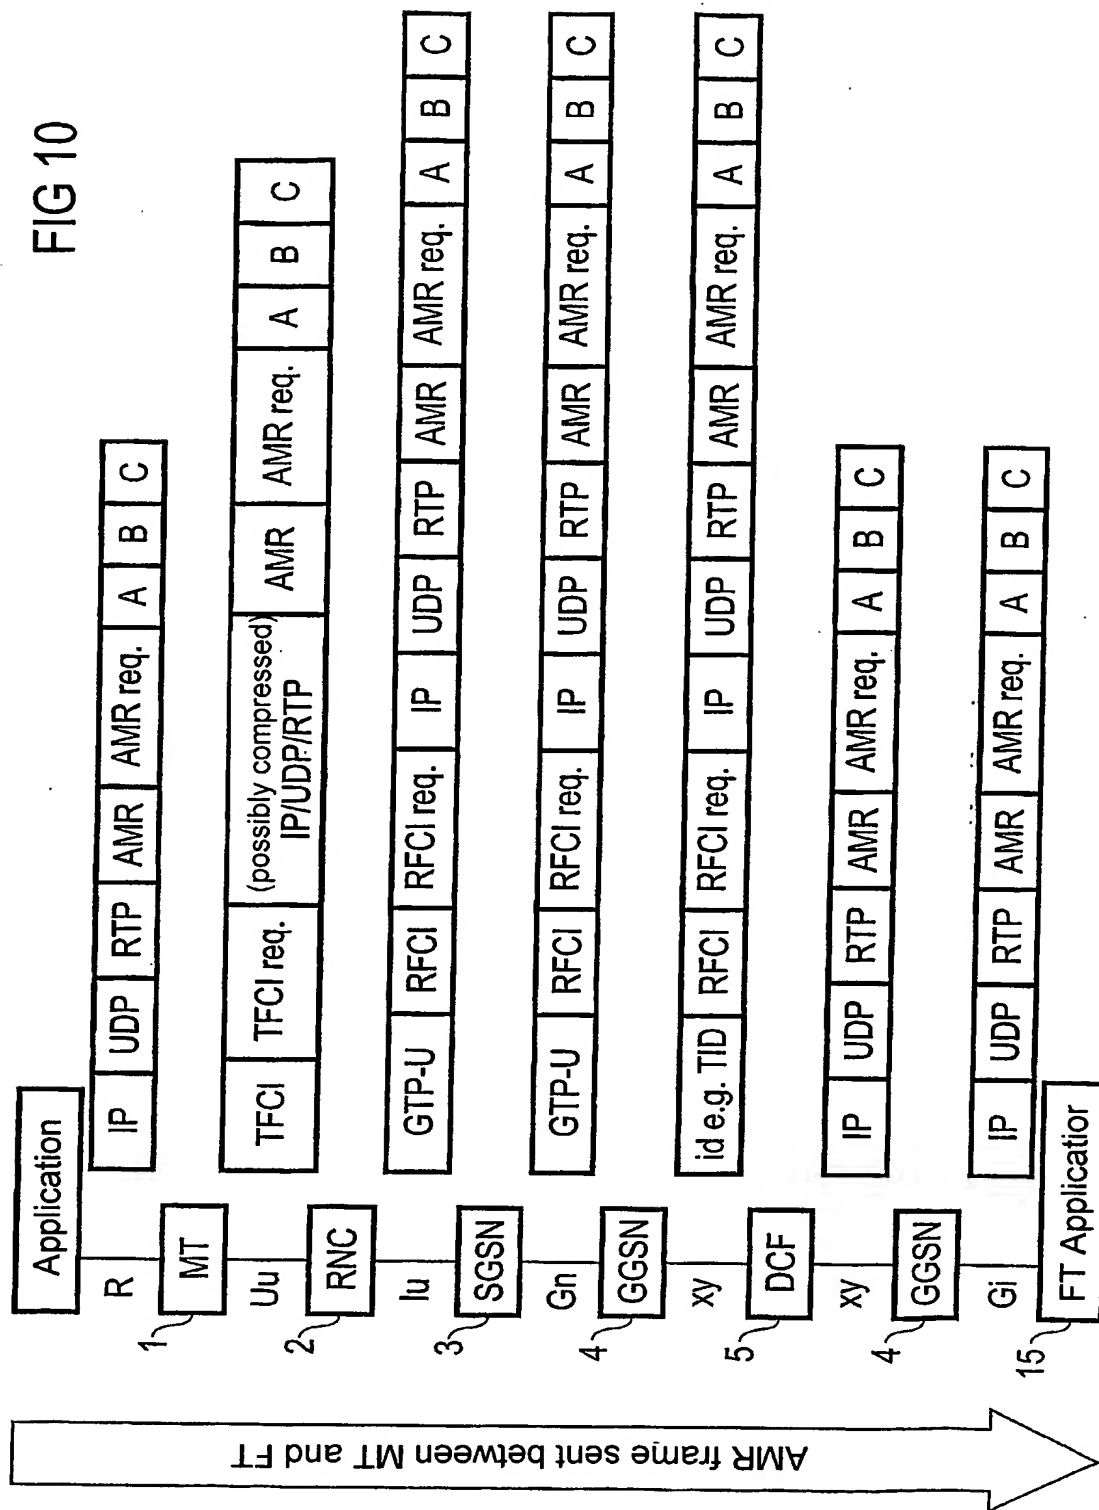 FIG 10
Application
R
IP UDP RTP AMR AMR req. A B C
1
MT
Uu
TFCI TFCI req. (possibly compressed) IP/UDP/RTP AMR AMR req. A B C
2
RNC
Iu
GTP-U RFCI RFCI req. IP UDP RTP AMR AMR req. A B C
3
SGSN
Gn
GTP-U RFCI RFCI req. IP UDP RTP AMR AMR req. A B C
4
GGSN
xy
id e.g. TID RFCI RFCI req. IP UDP RTP AMR AMR req. A B C
5
DCF
xy
IP UDP RTP AMR AMR req. A B C
4
GGSN
Gi
IP UDP RTP AMR AMR req. A B C
15
FT Application
AMR frame sent between MT and FT